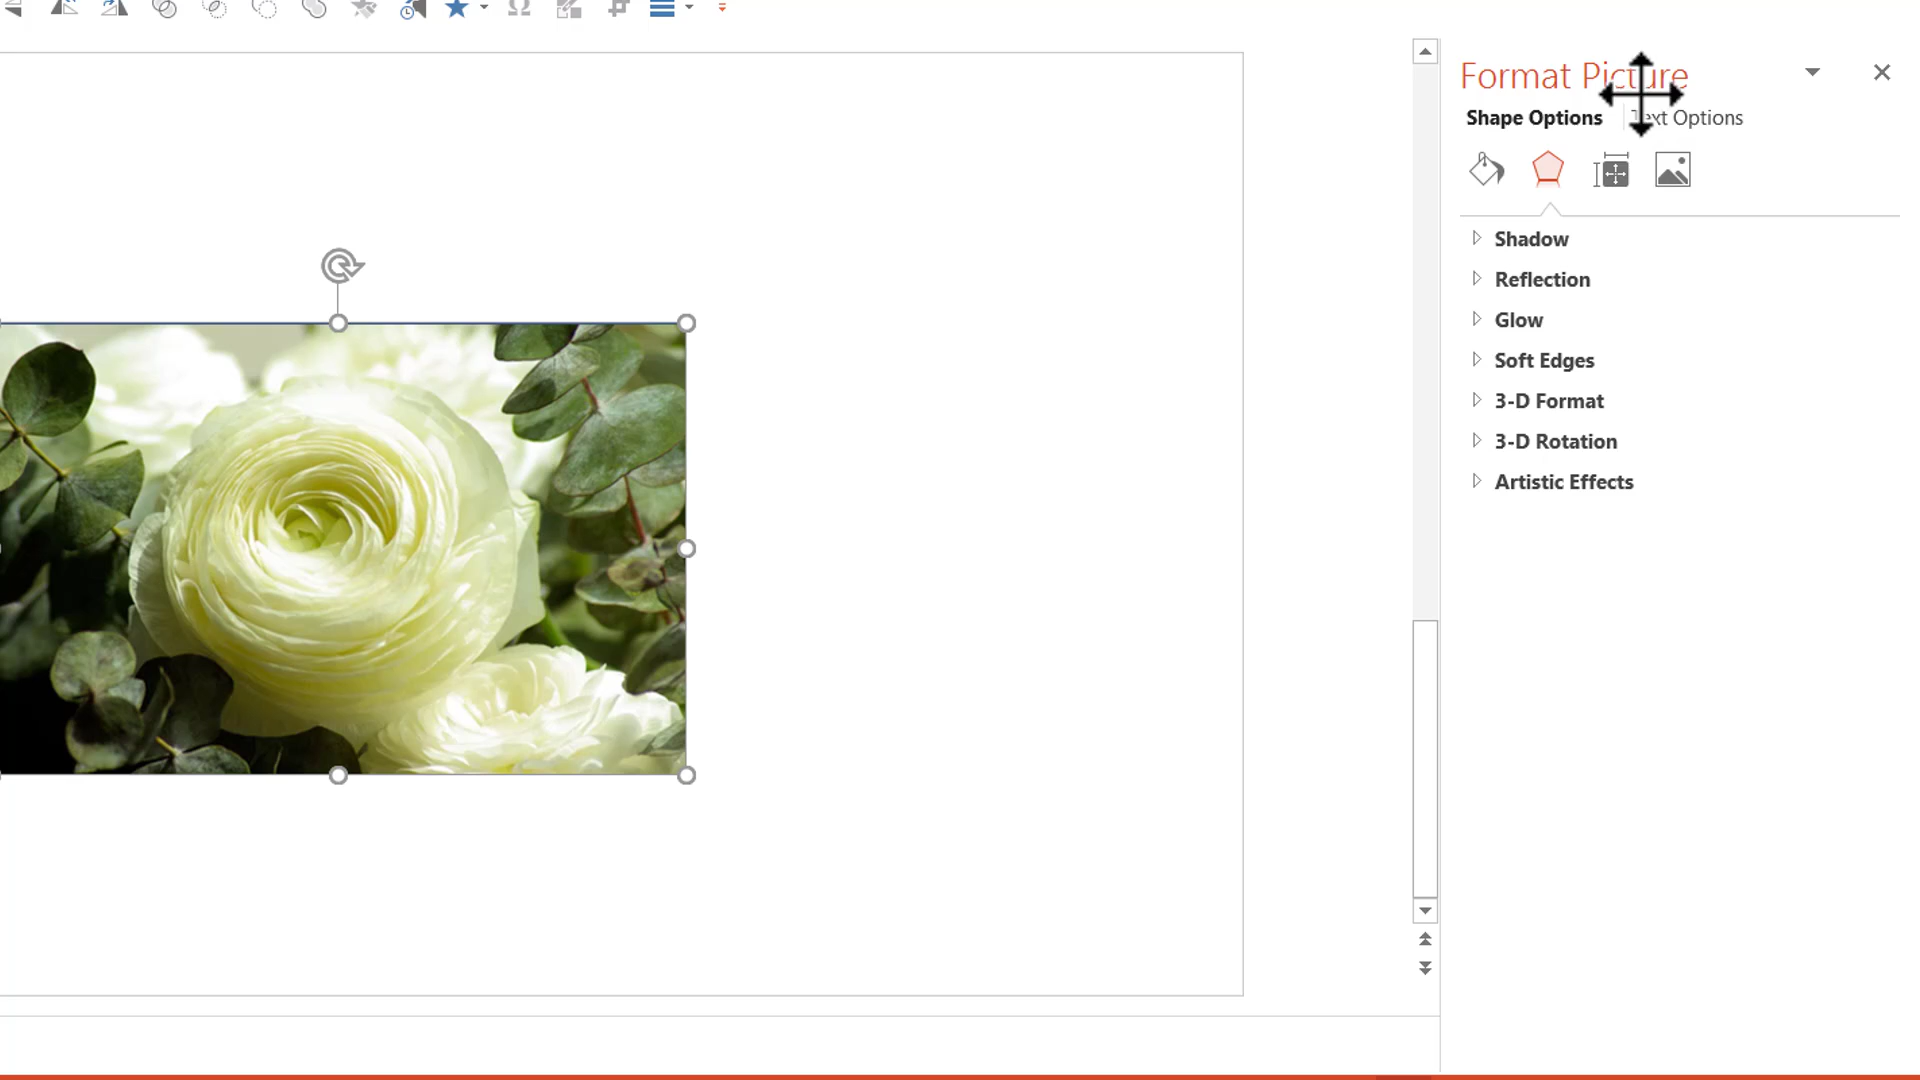 Format Picture
Shape Options
Text Options
Shadow
Reflection
Glow
Soft Edges
3-D Format
3-D Rotation
Artistic Effects